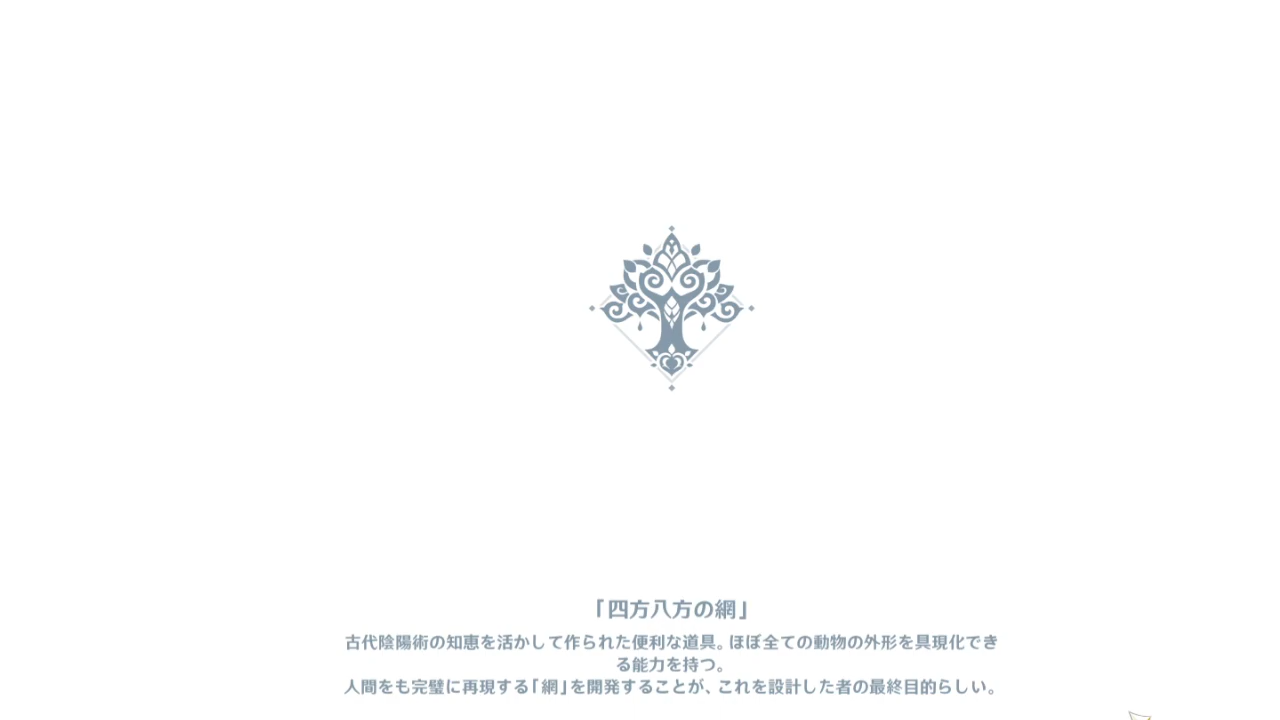 「四方八方の網」
古代陰陽術の知恵を活かして作られた便利な道具。ほぼ全ての動物の外形を具現化でき
る能力を持つ。
人間をも完璧に再現する「網」を開発することが、これを設計した者の最終目的らしい。